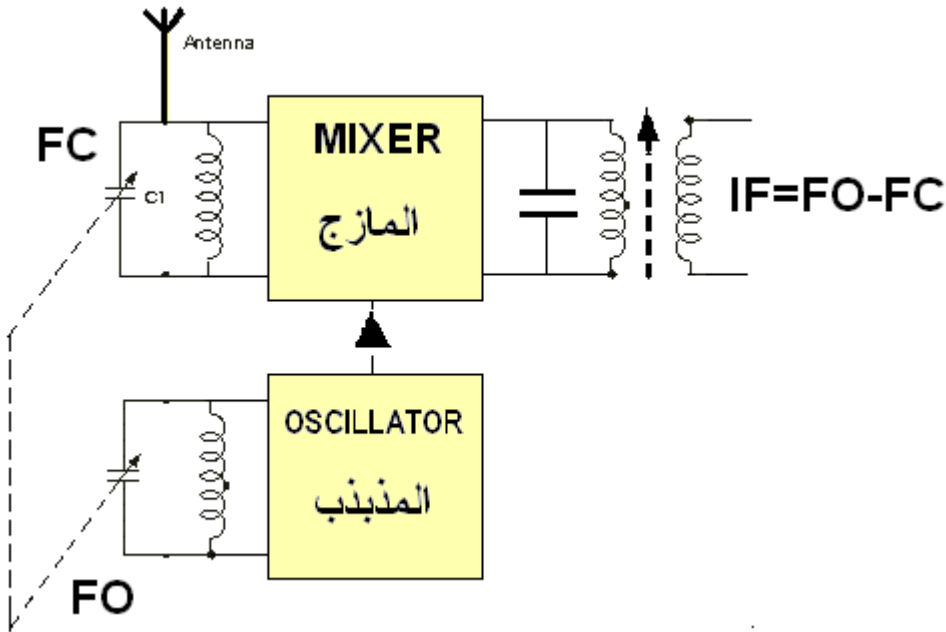 Antenna
FC
C1
MIXER
المازج
IF=FO-FC
OSCILLATOR
المذبذب
FO